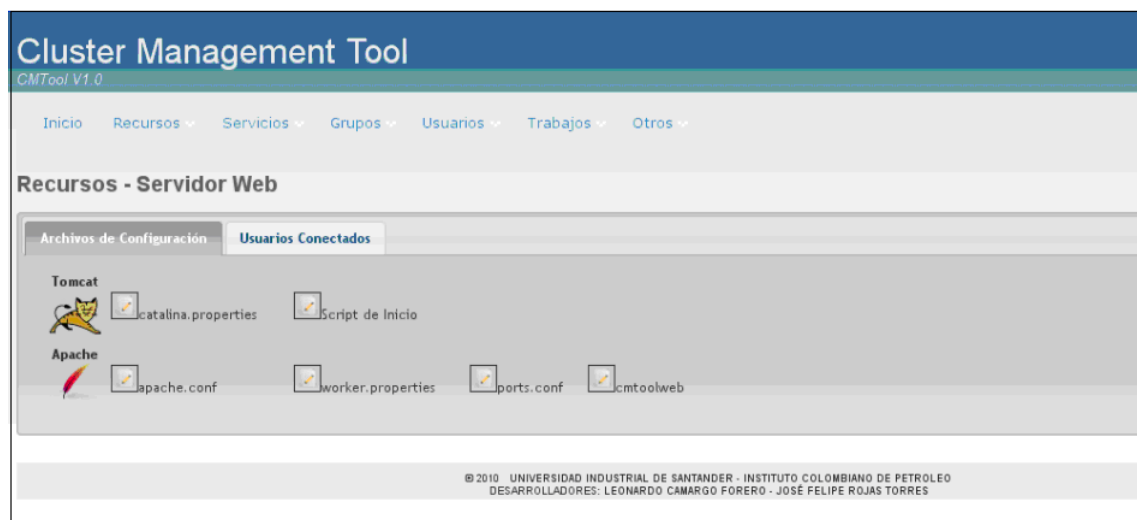 Cluster Management Tool
CMTool V1.0
Inicio Recursos Servicios Grupos Usuarios Trabajos Otros
Recursos - Servidor Web
Archivos de Configuración Usuarios Conectados
Tomcat
catalina.properties Script de Inicio
Apache
apache.conf worker.properties ports.conf cmtoolweb
© 2010 UNIVERSIDAD INDUSTRIAL DE SANTANDER - INSTITUTO COLOMBIANO DE PETROLEO
DESARROLLADORES: LEONARDO CAMARGO FORERO - JOSÉ FELIPE ROJAS TORRES